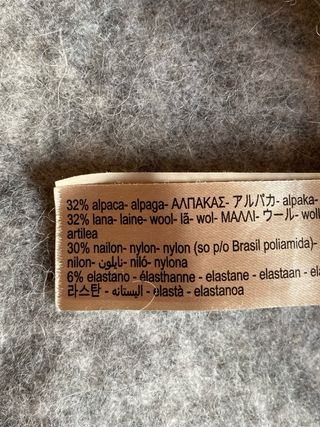 32% alpaca- alpaga- ΑΛΠΑΚΑΣ- アルパカ- alpaka-
32% lana- laine- wool- lã- wol- ΜΑΛΛΙ- ウール- woll
artilea
30% nailon- nylon- nylon (so p/o Brasil poliamida)-
nilon- نايلون- niló- nylona
6% elastano - élasthanne - elastane - elastaan - el
라스탄 - اليستانه - elastà - elastanoa